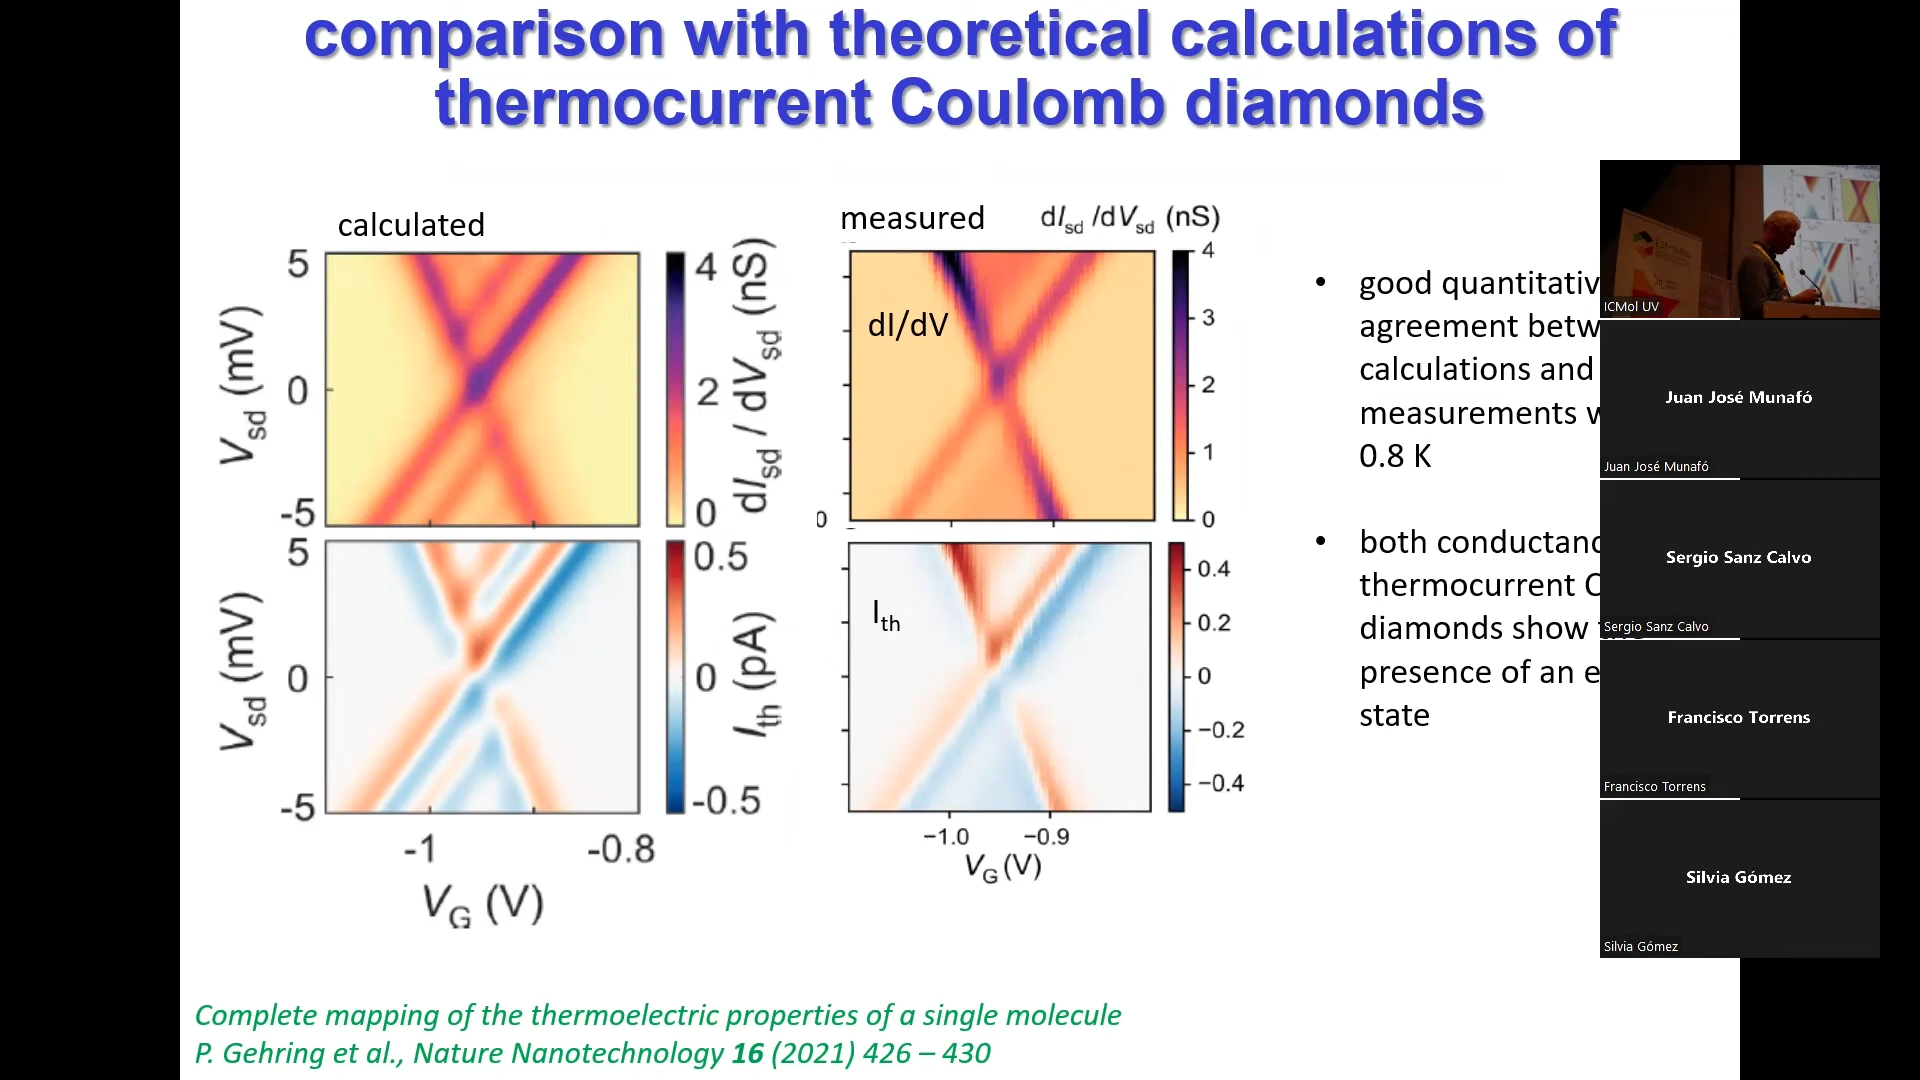 comparison with theoretical calculations of
thermocurrent Coulomb diamonds
calculated
5
0
-5
V_sd (mV)
4
2
0
dI_sd / dV_sd (nS)
5
0
-5
V_sd (mV)
0.5
0
-0.5
I_th (pA)
-1
-0.8
V_G (V)
measured
dI_sd /dV_sd (nS)
dI/dV
4
3
2
1
0
0
I_th
0.4
0.2
0
−0.2
−0.4
−1.0
−0.9
V_G (V)
• good quantitativ
agreement betw
calculations and
measurements w
0.8 K
• both conductanc
thermocurrent C
diamonds show
presence of an e
state
Complete mapping of the thermoelectric properties of a single molecule
P. Gehring et al., Nature Nanotechnology 16 (2021) 426 – 430
ICMol UV
Juan José Munafó
Juan José Munafó
Sergio Sanz Calvo
Sergio Sanz Calvo
Francisco Torrens
Francisco Torrens
Silvia Gómez
Silvia Gómez